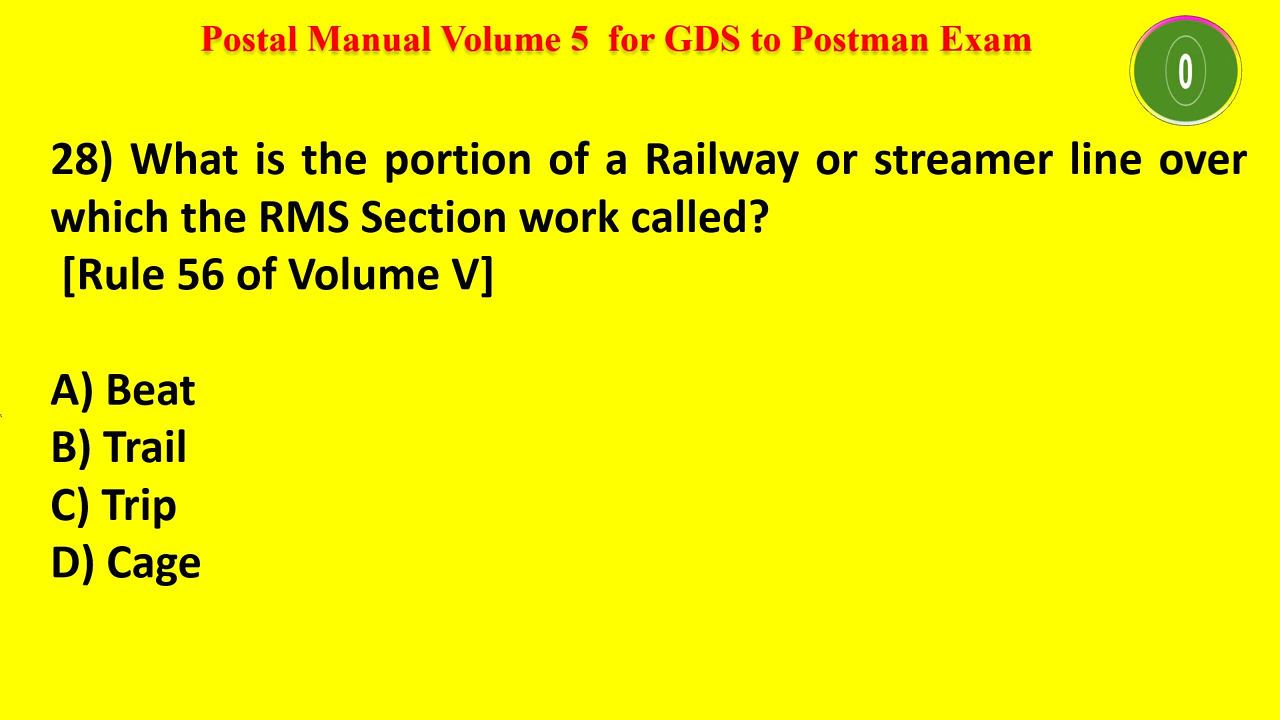 Postal Manual Volume 5 for GDS to Postman Exam
0
28) What is the portion of a Railway or streamer line over
which the RMS Section work called?
[Rule 56 of Volume V]
A) Beat
B) Trail
C) Trip
D) Cage